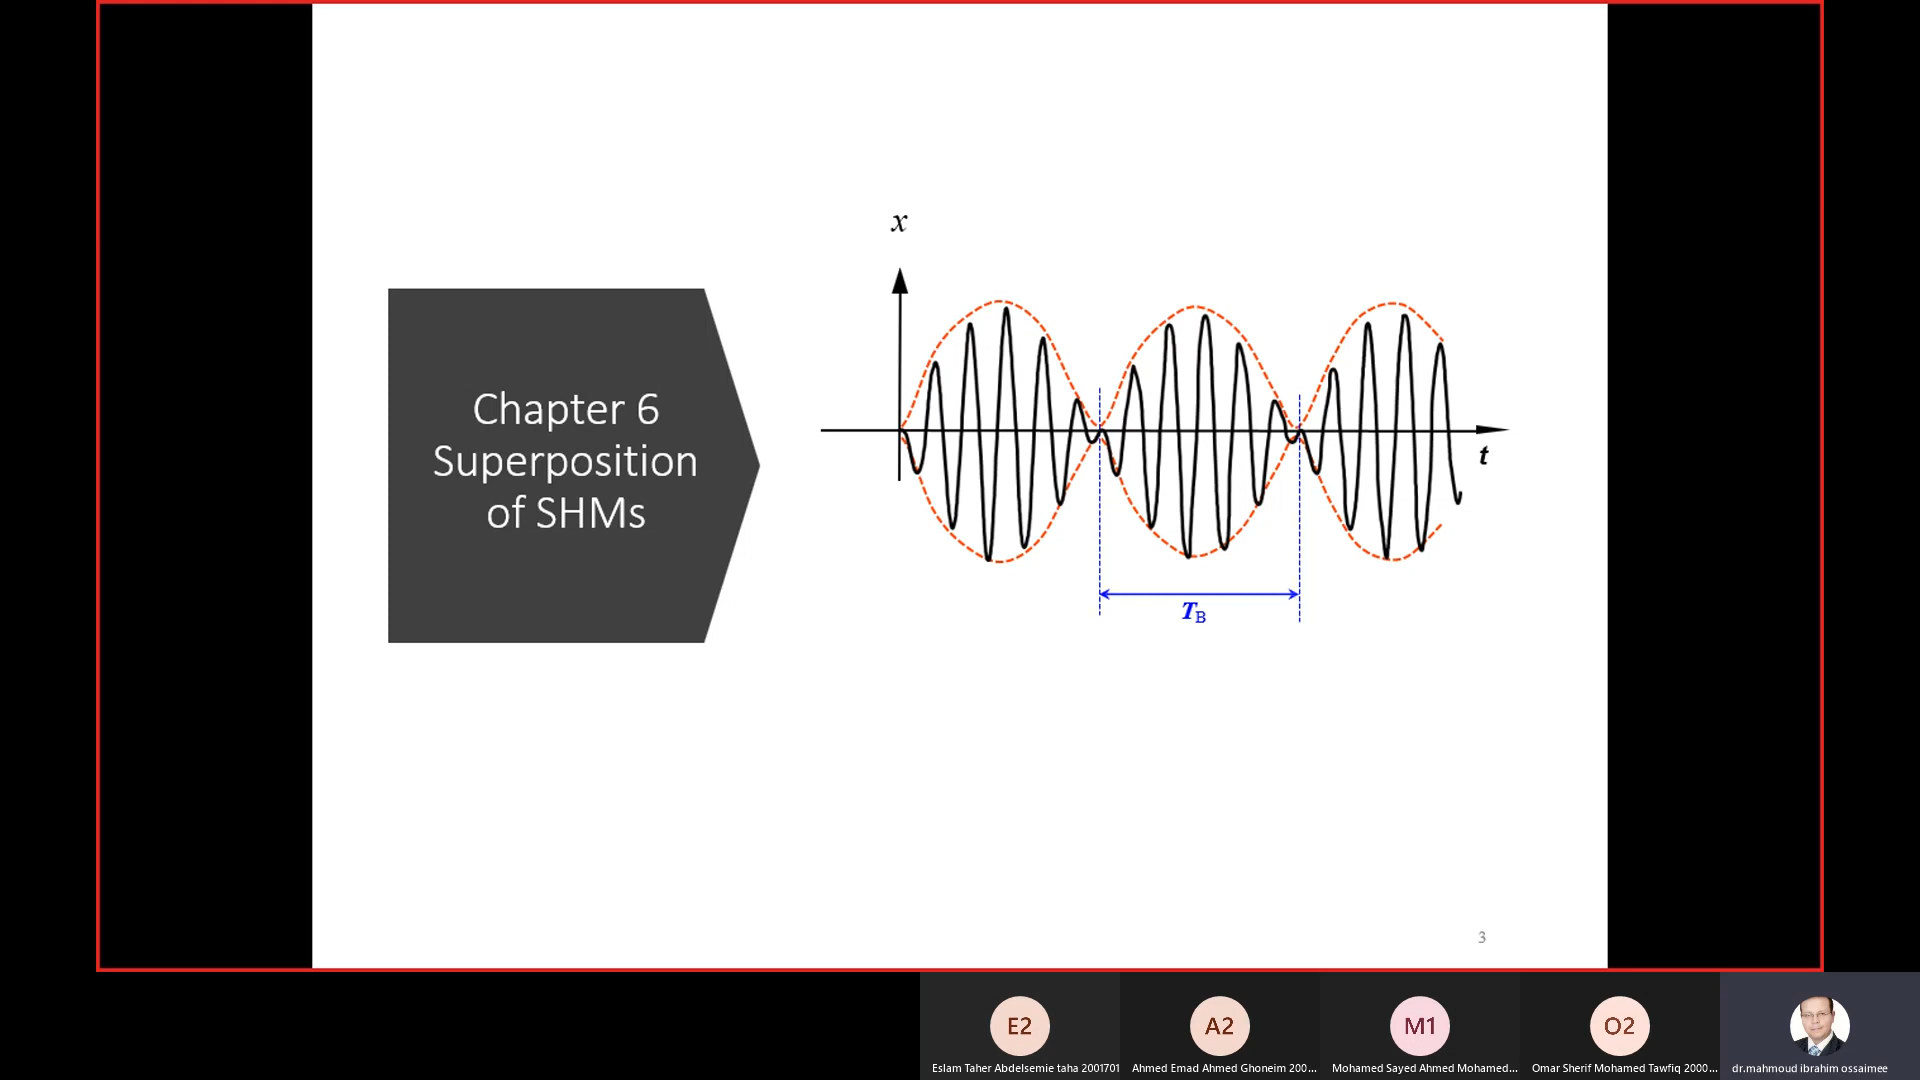 x
Chapter 6
Superposition
of SHMs
t
TB
3
E2
A2
M1
O2
Eslam Taher Abdelsemie taha 2001701
Ahmed Emad Ahmed Ghoneim 200...
Mohamed Sayed Ahmed Mohamed...
Omar Sherif Mohamed Tawfiq 2000...
dr.mahmoud ibrahim ossaimee